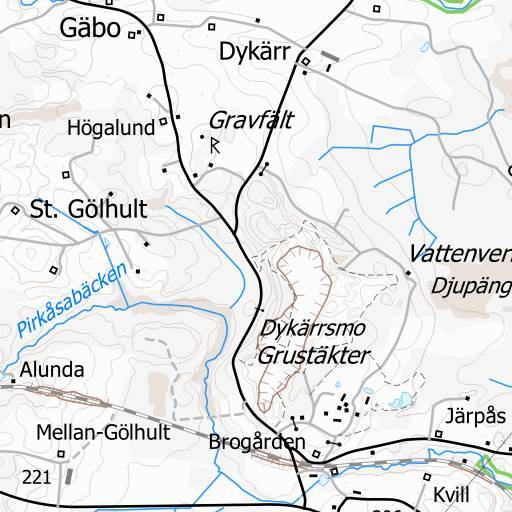 Gäbo
Dykärr
Gravfält
Högalund
n
St. Gölhult
Vattenver
Djupäng
Pirkåsabäcken
Dykärrsmo
Grustäkter
Alunda
Järpås
Mellan-Gölhult
Brogården
221
Kvill